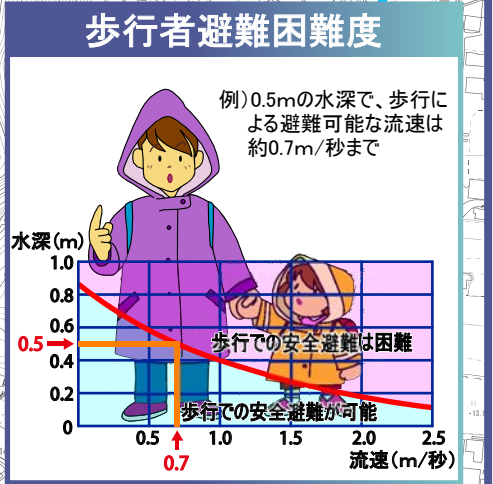 歩行者避難困難度
例）0.5mの水深で、歩行に
よる避難可能な流速は
約0.7m/秒まで
水深（m）
1.0
0.8
0.6
0.5
0.4
0.2
0
歩行での安全避難は困難
歩行での安全避難が可能
0.5
0.7
1.0
1.5
2.0
2.5
流速（m/秒）